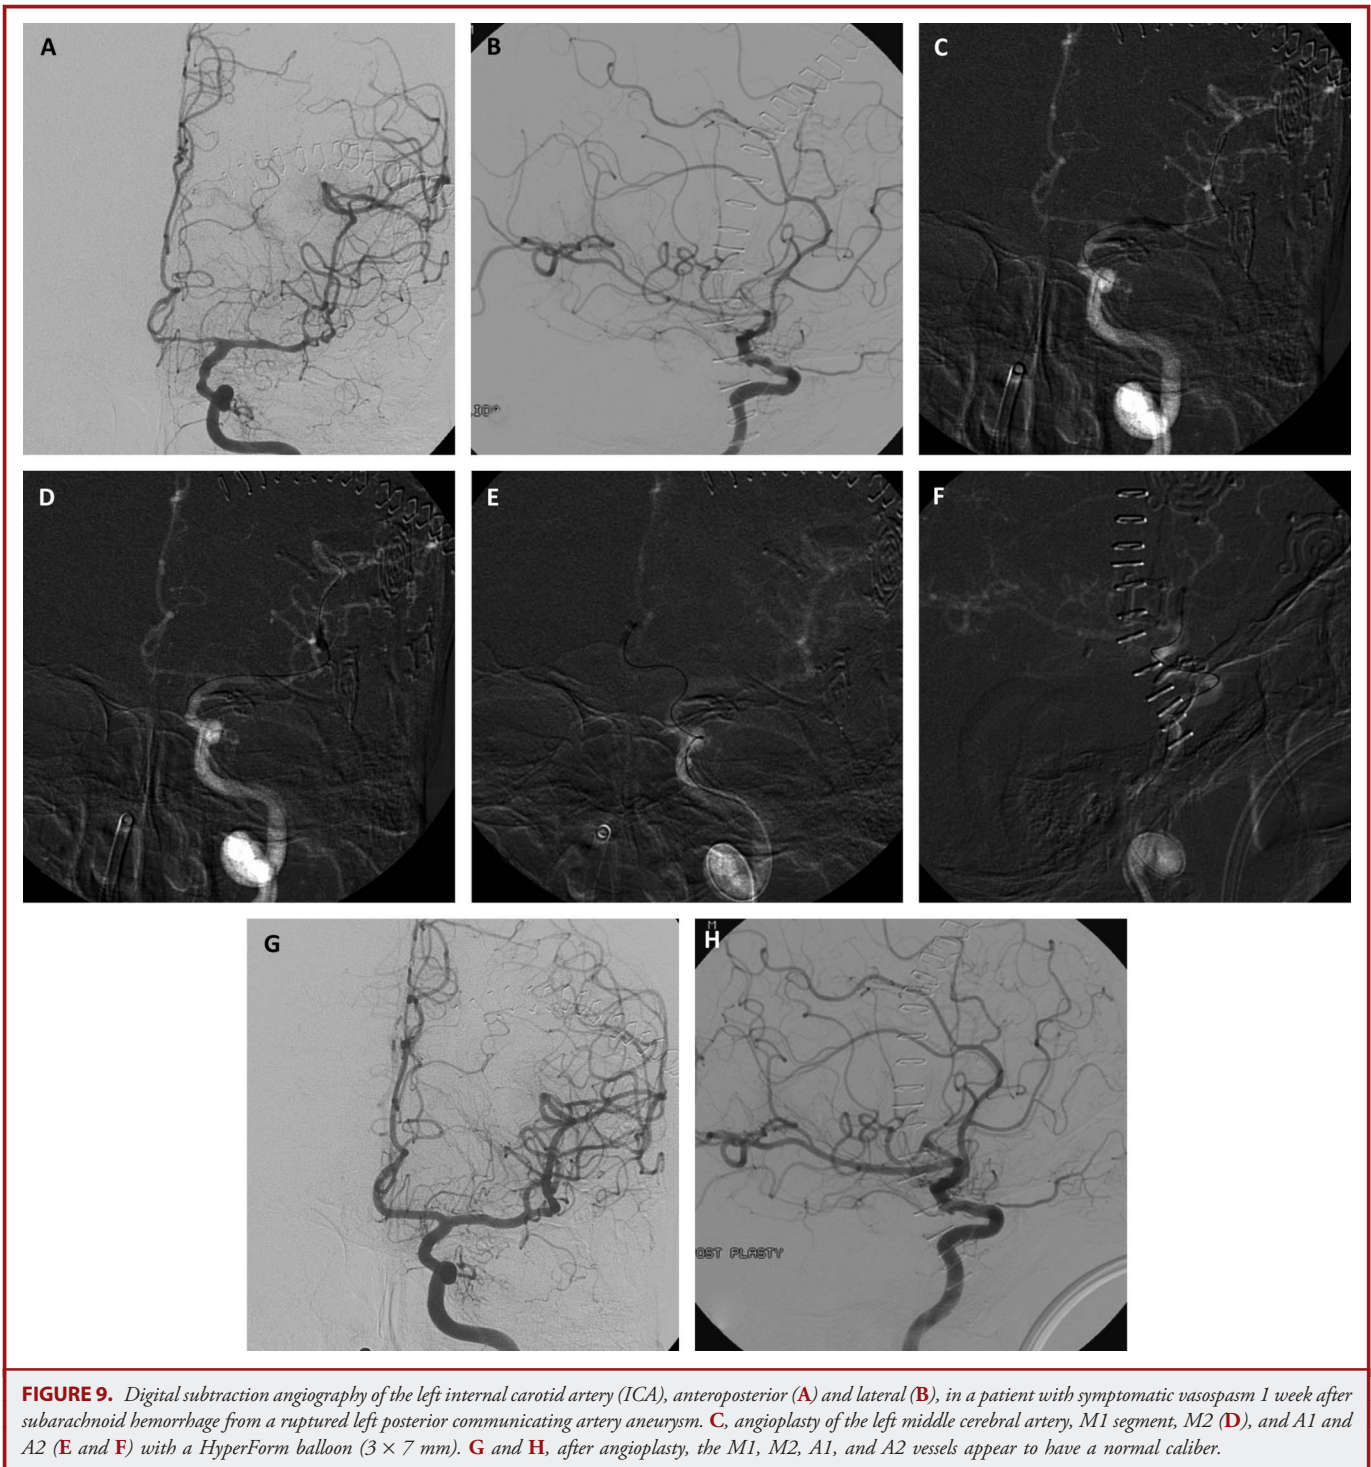 A
B
C
D
E
F
G
H
OST PLASTY
FIGURE 9. Digital subtraction angiography of the left internal carotid artery (ICA), anteroposterior (A) and lateral (B), in a patient with symptomatic vasospasm 1 week after
subarachnoid hemorrhage from a ruptured left posterior communicating artery aneurysm. C, angioplasty of the left middle cerebral artery, M1 segment, M2 (D), and A1 and
A2 (E and F) with a HyperForm balloon (3 × 7 mm). G and H, after angioplasty, the M1, M2, A1, and A2 vessels appear to have a normal caliber.